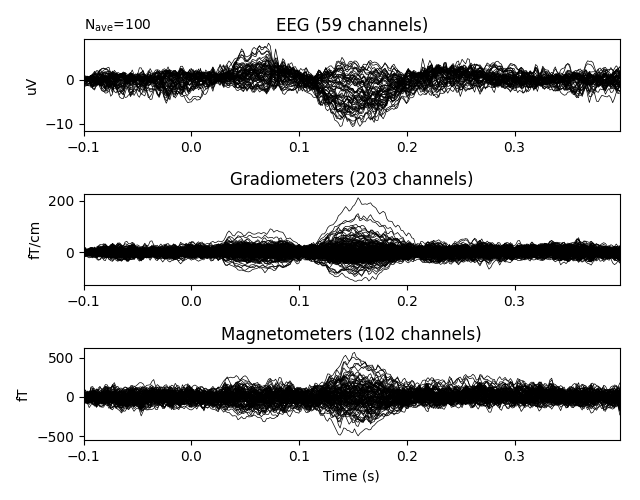 N_ave=100
EEG (59 channels)
0
−10
uV
−0.1 0.0 0.1 0.2 0.3
Gradiometers (203 channels)
200
0
fT/cm
−0.1 0.0 0.1 0.2 0.3
Magnetometers (102 channels)
500
0
−500
fT
−0.1 0.0 0.1 0.2 0.3
Time (s)